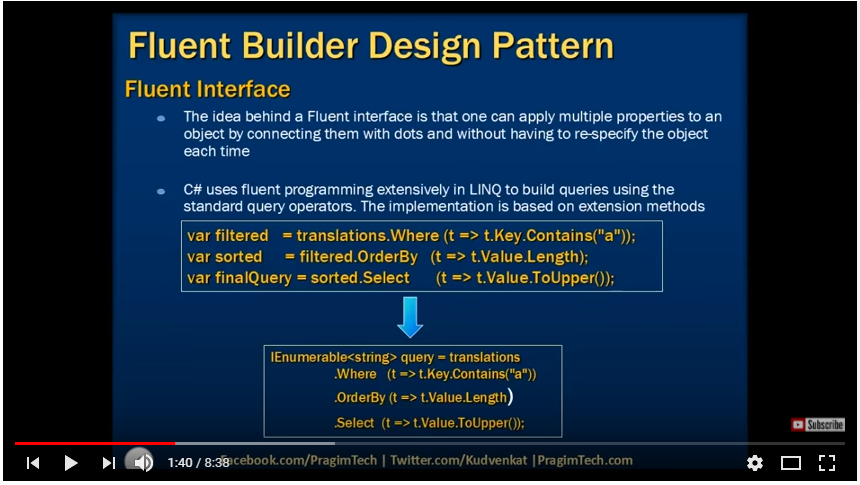 Fluent Builder Design Pattern
Fluent Interface
The idea behind a Fluent interface is that one can apply multiple properties to an
object by connecting them with dots and without having to re-specify the object
each time
C# uses fluent programming extensively in LINQ to build queries using the
standard query operators. The implementation is based on extension methods
var filtered = translations.Where (t => t.Key.Contains("a"));
var sorted = filtered.OrderBy (t => t.Value.Length);
var finalQuery = sorted.Select (t => t.Value.ToUpper());
IEnumerable<string> query = translations
.Where (t => t.Key.Contains("a"))
.OrderBy (t => t.Value.Length)
.Select (t => t.Value.ToUpper());
Subscribe
1:40 / 8:38
Facebook.com/PragimTech | Twitter.com/Kudvenkat |PragimTech.com